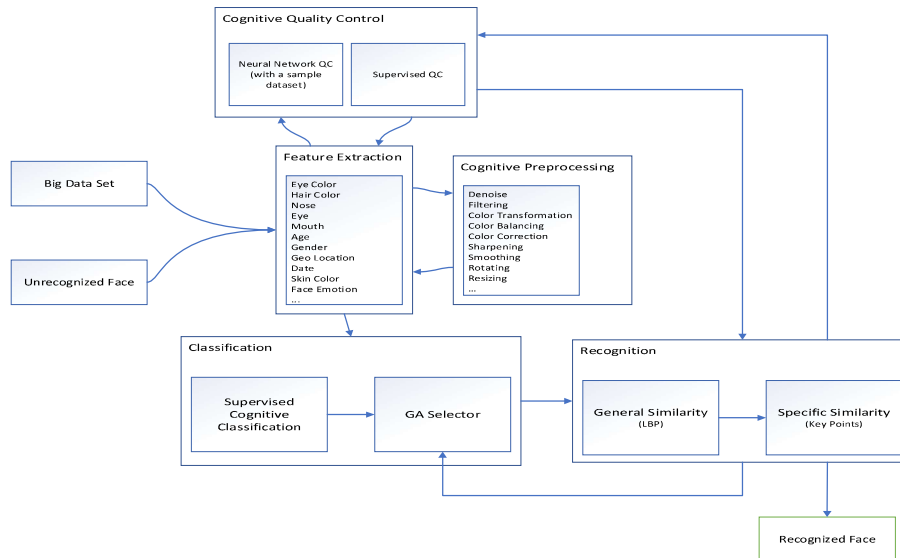 Cognitive Quality Control
Neural Network QC
(with a sample
dataset)
Supervised QC
Feature Extraction
Eye Color
Hair Color
Nose
Eye
Mouth
Age
Gender
Geo Location
Date
Skin Color
Face Emotion
...
Cognitive Preprocessing
Denoise
Filtering
Color Transformation
Color Balancing
Color Correction
Sharpening
Smoothing
Rotating
Resizing
...
Big Data Set
Unrecognized Face
Classification
Supervised
Cognitive
Classification
GA Selector
Recognition
General Similarity
(LBP)
Specific Similarity
(Key Points)
Recognized Face